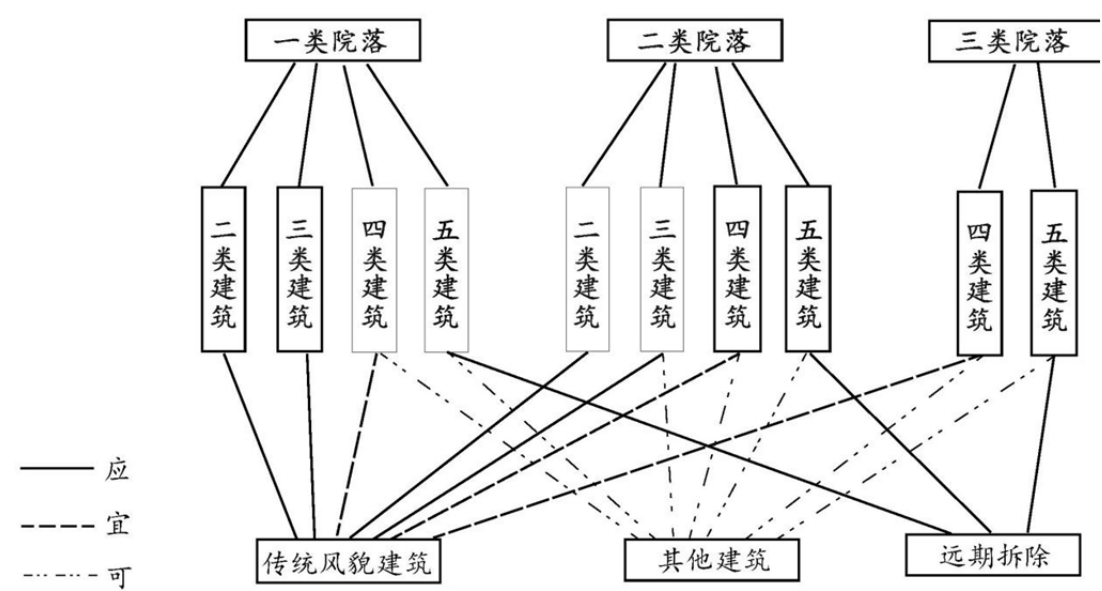 一类院落
二类院落
三类院落
二类建筑
三类建筑
四类建筑
五类建筑
二类建筑
三类建筑
四类建筑
五类建筑
四类建筑
五类建筑
应
宜
可
传统风貌建筑
其他建筑
远期拆除